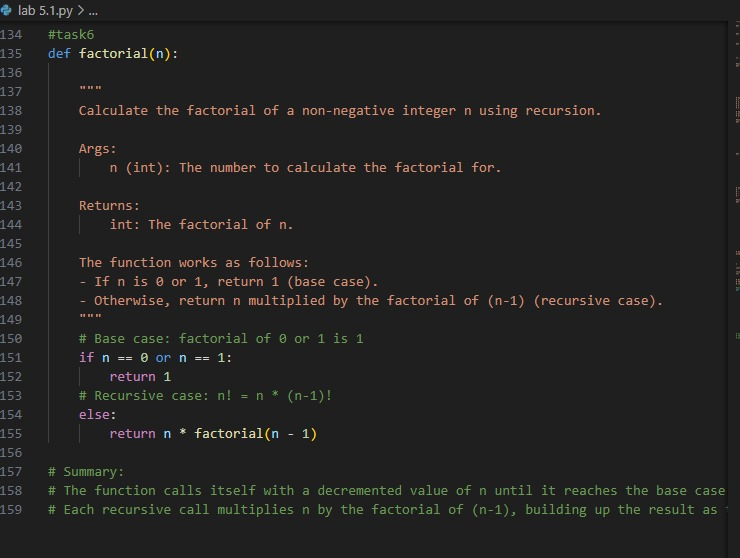 lab 5.1.py > ...
134 #task6
135 def factorial(n):
136
137 """
138 Calculate the factorial of a non-negative integer n using recursion.
139
140 Args:
141 n (int): The number to calculate the factorial for.
142
143 Returns:
144 int: The factorial of n.
145
146 The function works as follows:
147 - If n is 0 or 1, return 1 (base case).
148 - Otherwise, return n multiplied by the factorial of (n-1) (recursive case).
149 """
150 # Base case: factorial of 0 or 1 is 1
151 if n == 0 or n == 1:
152 return 1
153 # Recursive case: n! = n * (n-1)!
154 else:
155 return n * factorial(n - 1)
156
157 # Summary:
158 # The function calls itself with a decremented value of n until it reaches the base case
159 # Each recursive call multiplies n by the factorial of (n-1), building up the result as